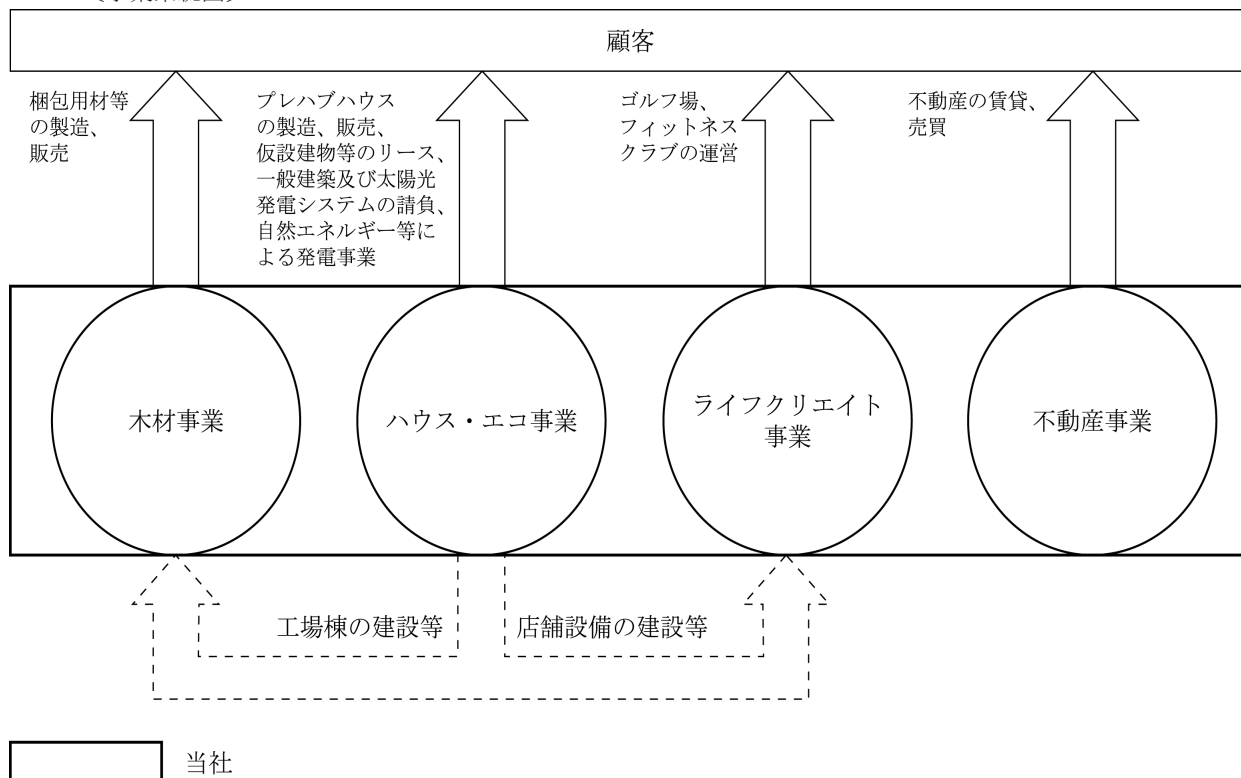 顧客
梱包用材等
の製造、
販売
プレハブハウス
の製造、販売、
仮設建物等のリース、
一般建築及び太陽光
発電システムの請負、
自然エネルギー等に
よる発電事業
ゴルフ場、
フィットネス
クラブの運営
不動産の賃貸、
売買
木材事業
ハウス・エコ事業
ライフクリエイト
事業
不動産事業
工場棟の建設等
店舗設備の建設等
当社